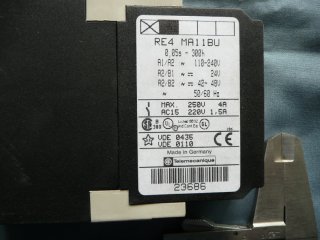 RE4 MA11BU
0.05s - 300h
A1/A2 ≂ 110-240V
A2/B1 ⎓ 24V
A2/B2 ≂ 42- 48V
50/60 Hz
MAX. 250V 4A
AC15 220V 1.5A
VDE 0435
VDE 0110
Made in Germany
Telemecanique
23686